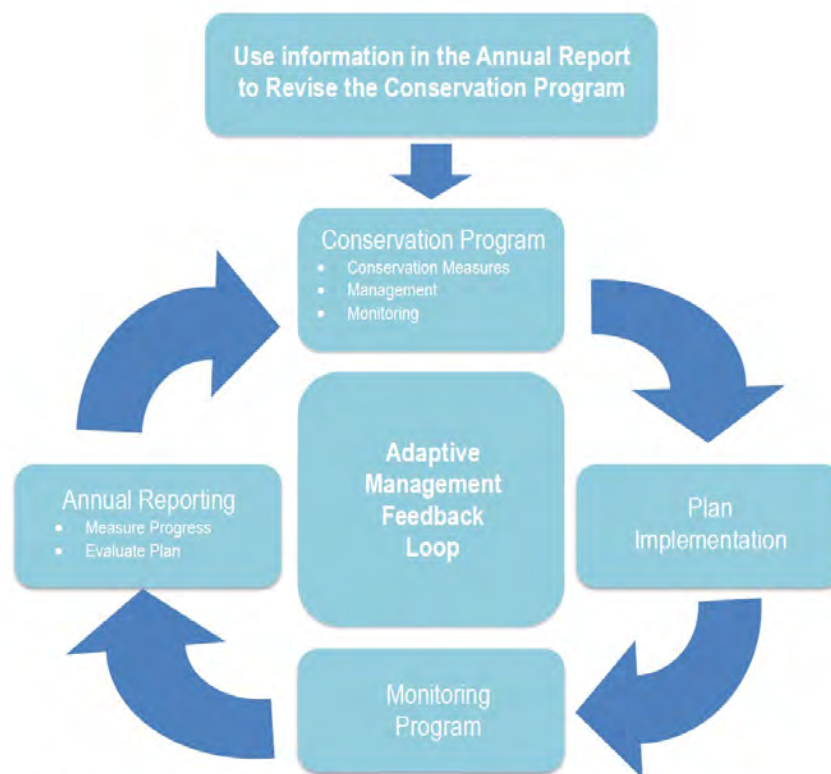 Use information in the Annual Report
to Revise the Conservation Program
Conservation Program
• Conservation Measures
• Management
• Monitoring
Adaptive
Management
Feedback
Loop
Annual Reporting
• Measure Progress
• Evaluate Plan
Plan
Implementation
Monitoring
Program